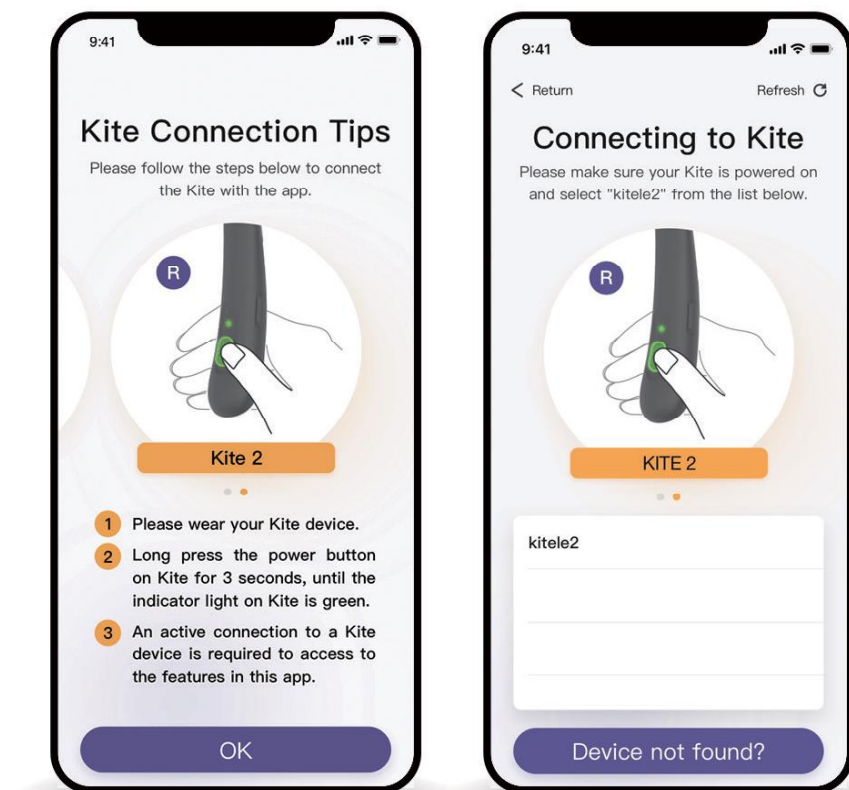 9:41
Kite Connection Tips
Please follow the steps below to connect
the Kite with the app.
R
Kite 2
1 Please wear your Kite device.
2 Long press the power button
on Kite for 3 seconds, until the
indicator light on Kite is green.
3 An active connection to a Kite
device is required to access to
the features in this app.
OK
9:41
< Return Refresh
Connecting to Kite
Please make sure your Kite is powered on
and select "kitele2" from the list below.
R
KITE 2
kitele2
Device not found?